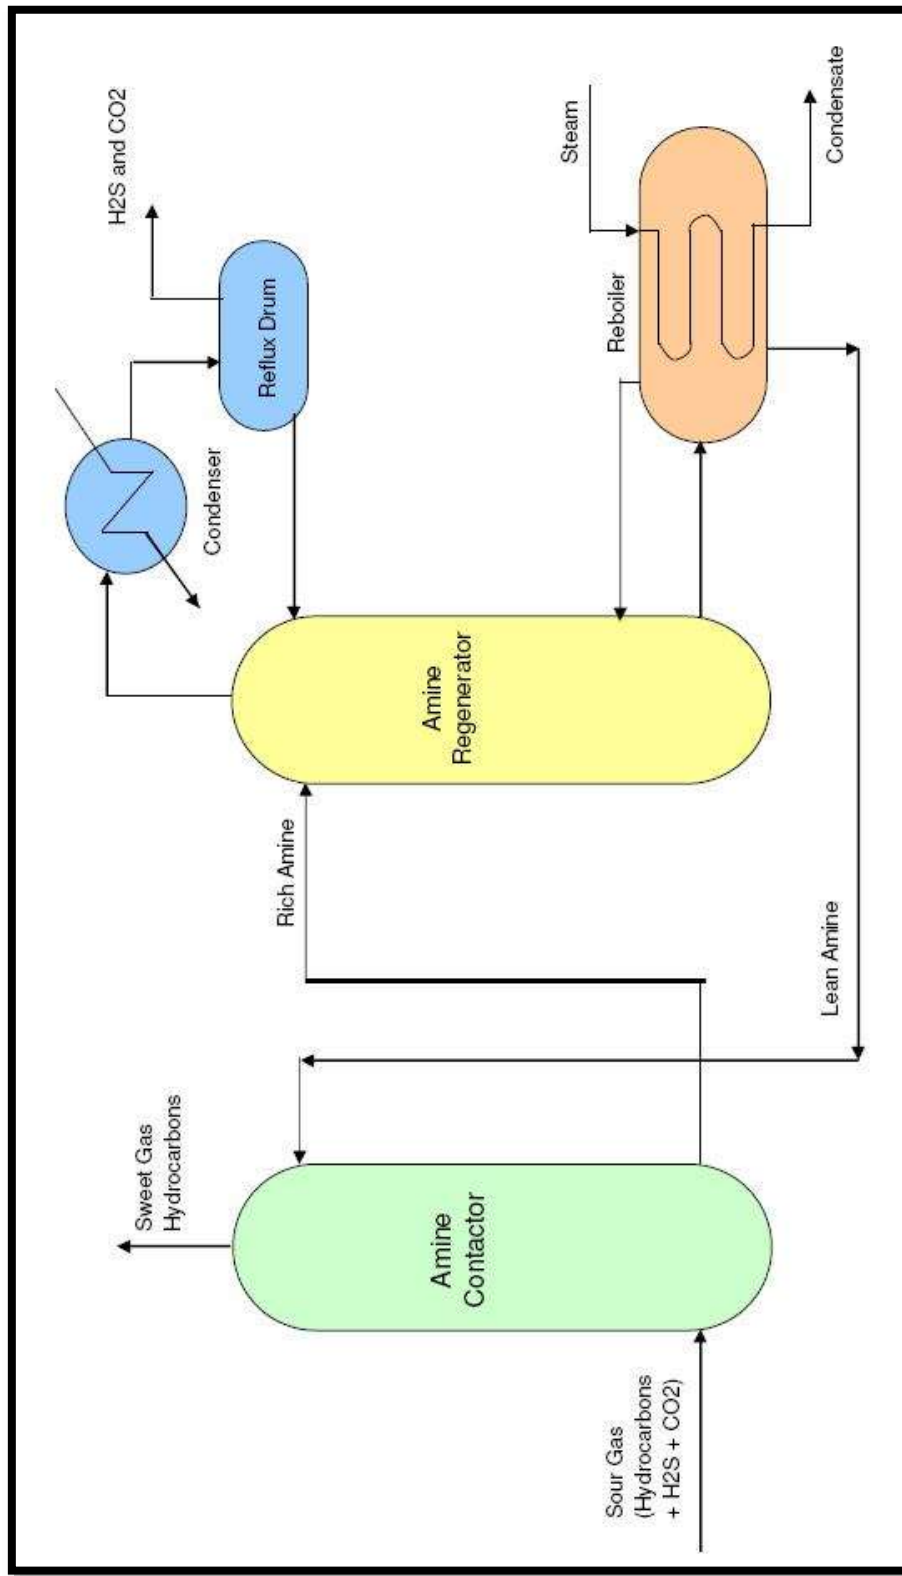 Sweet Gas
Hydrocarbons
Amine
Contactor
Sour Gas
(Hydrocarbons
+ H2S + CO2)
Rich Amine
Lean Amine
Amine
Regenerator
Condenser
Reflux Drum
H2S and CO2
Reboiler
Steam
Condensate